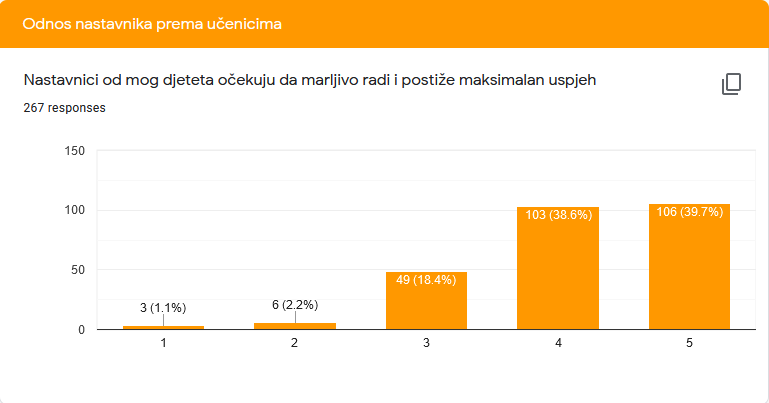 Odnos nastavnika prema učenicima
Nastavnici od mog djeteta očekuju da marljivo radi i postiže maksimalan uspjeh
267 responses
150
100
50
0
3 (1.1%)
6 (2.2%)
49 (18.4%)
103 (38.6%)
106 (39.7%)
1 2 3 4 5